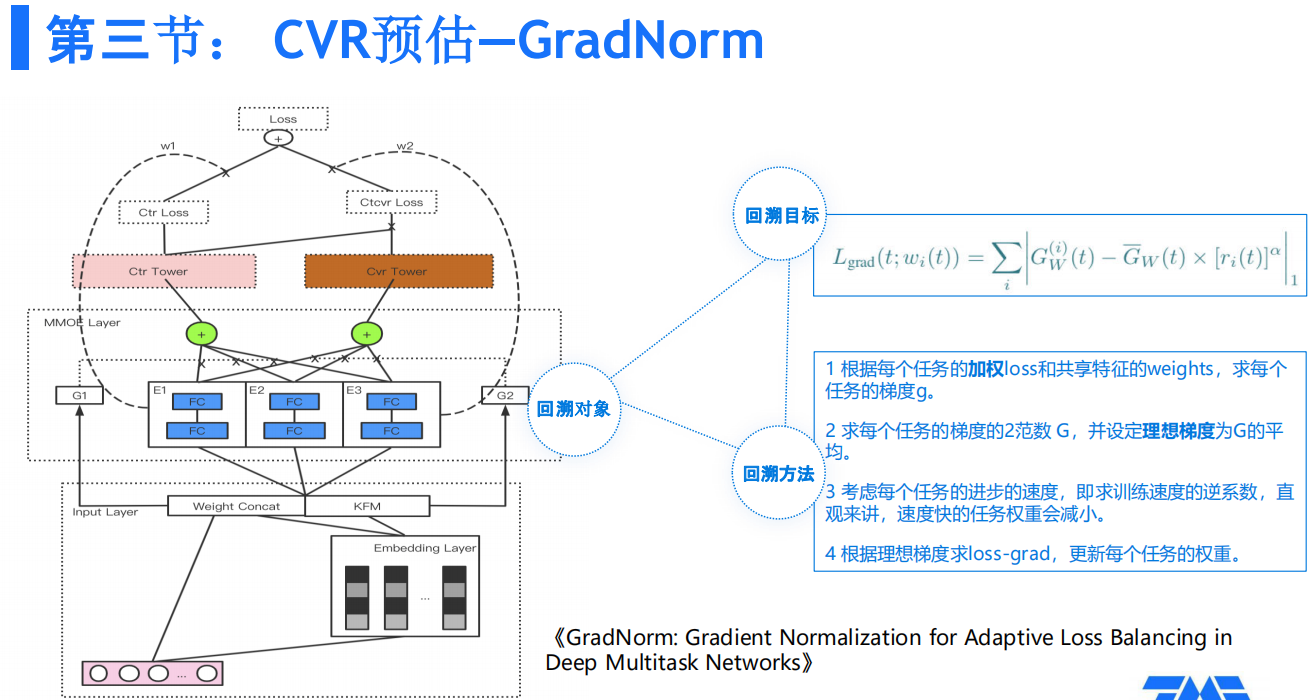 第三节： CVR预估—GradNorm
Loss
+
w1
w2
Ctr Loss
Ctcvr Loss
Ctr Tower
Cvr Tower
MMOE Layer
+
+
G1
E1
E2
E3
G2
FC
FC
FC
FC
FC
FC
Weight Concat
KFM
Input Layer
Embedding Layer
...
...
回溯目标
回溯对象
回溯方法
L_grad(t; w_i(t)) = ∑_i |G_W^(i)(t) − G̅_W(t) × [r_i(t)]^α|_1
1 根据每个任务的加权loss和共享特征的weights，求每个
任务的梯度g。
2 求每个任务的梯度的2范数 G，并设定理想梯度为G的平
均。
3 考虑每个任务的进步的速度，即求训练速度的逆系数，直
观来讲，速度快的任务权重会减小。
4 根据理想梯度求loss-grad，更新每个任务的权重。
《GradNorm: Gradient Normalization for Adaptive Loss Balancing in
Deep Multitask Networks》